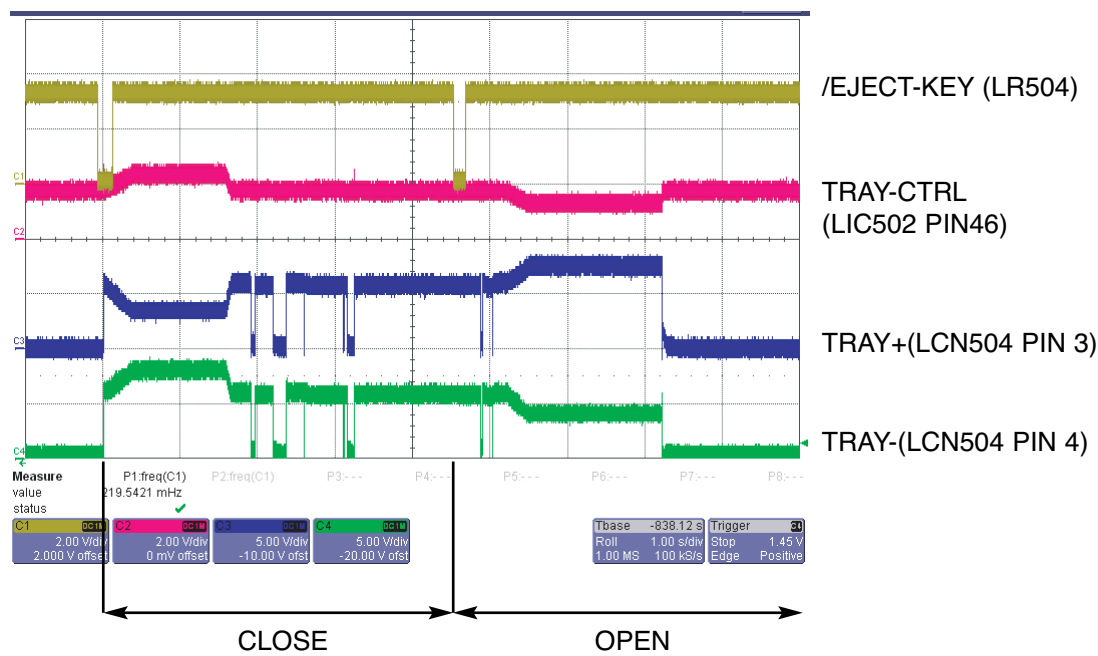 /EJECT-KEY (LR504)
C1
TRAY-CTRL
(LIC502 PIN46)
C2
C3
TRAY+(LCN504 PIN 3)
C4
TRAY-(LCN504 PIN 4)
Measure P1:freq(C1) P2:freq(C1) P3:- - - P4:- - - P5:- - - P6:- - - P7:- - - P8:- - -
value 219.5421 mHz
status
C1 DC1M C2 DC1M C3 DC1M C4 DC1M
2.00 V/div 2.00 V/div 5.00 V/div 5.00 V/div
2.000 V offset 0 mV offset -10.00 V ofst -20.00 V ofst
Tbase -838.12 s Trigger C4
Roll 1.00 s/div Stop 1.45 V
1.00 MS 100 kS/s Edge Positive
CLOSE OPEN